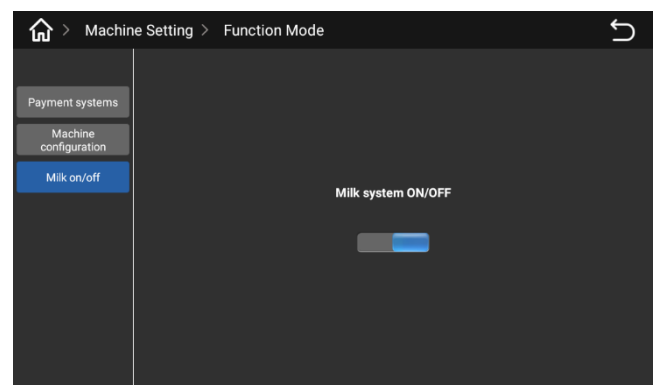 > Machine Setting > Function Mode
Payment systems
Machine
configuration
Milk on/off
Milk system ON/OFF